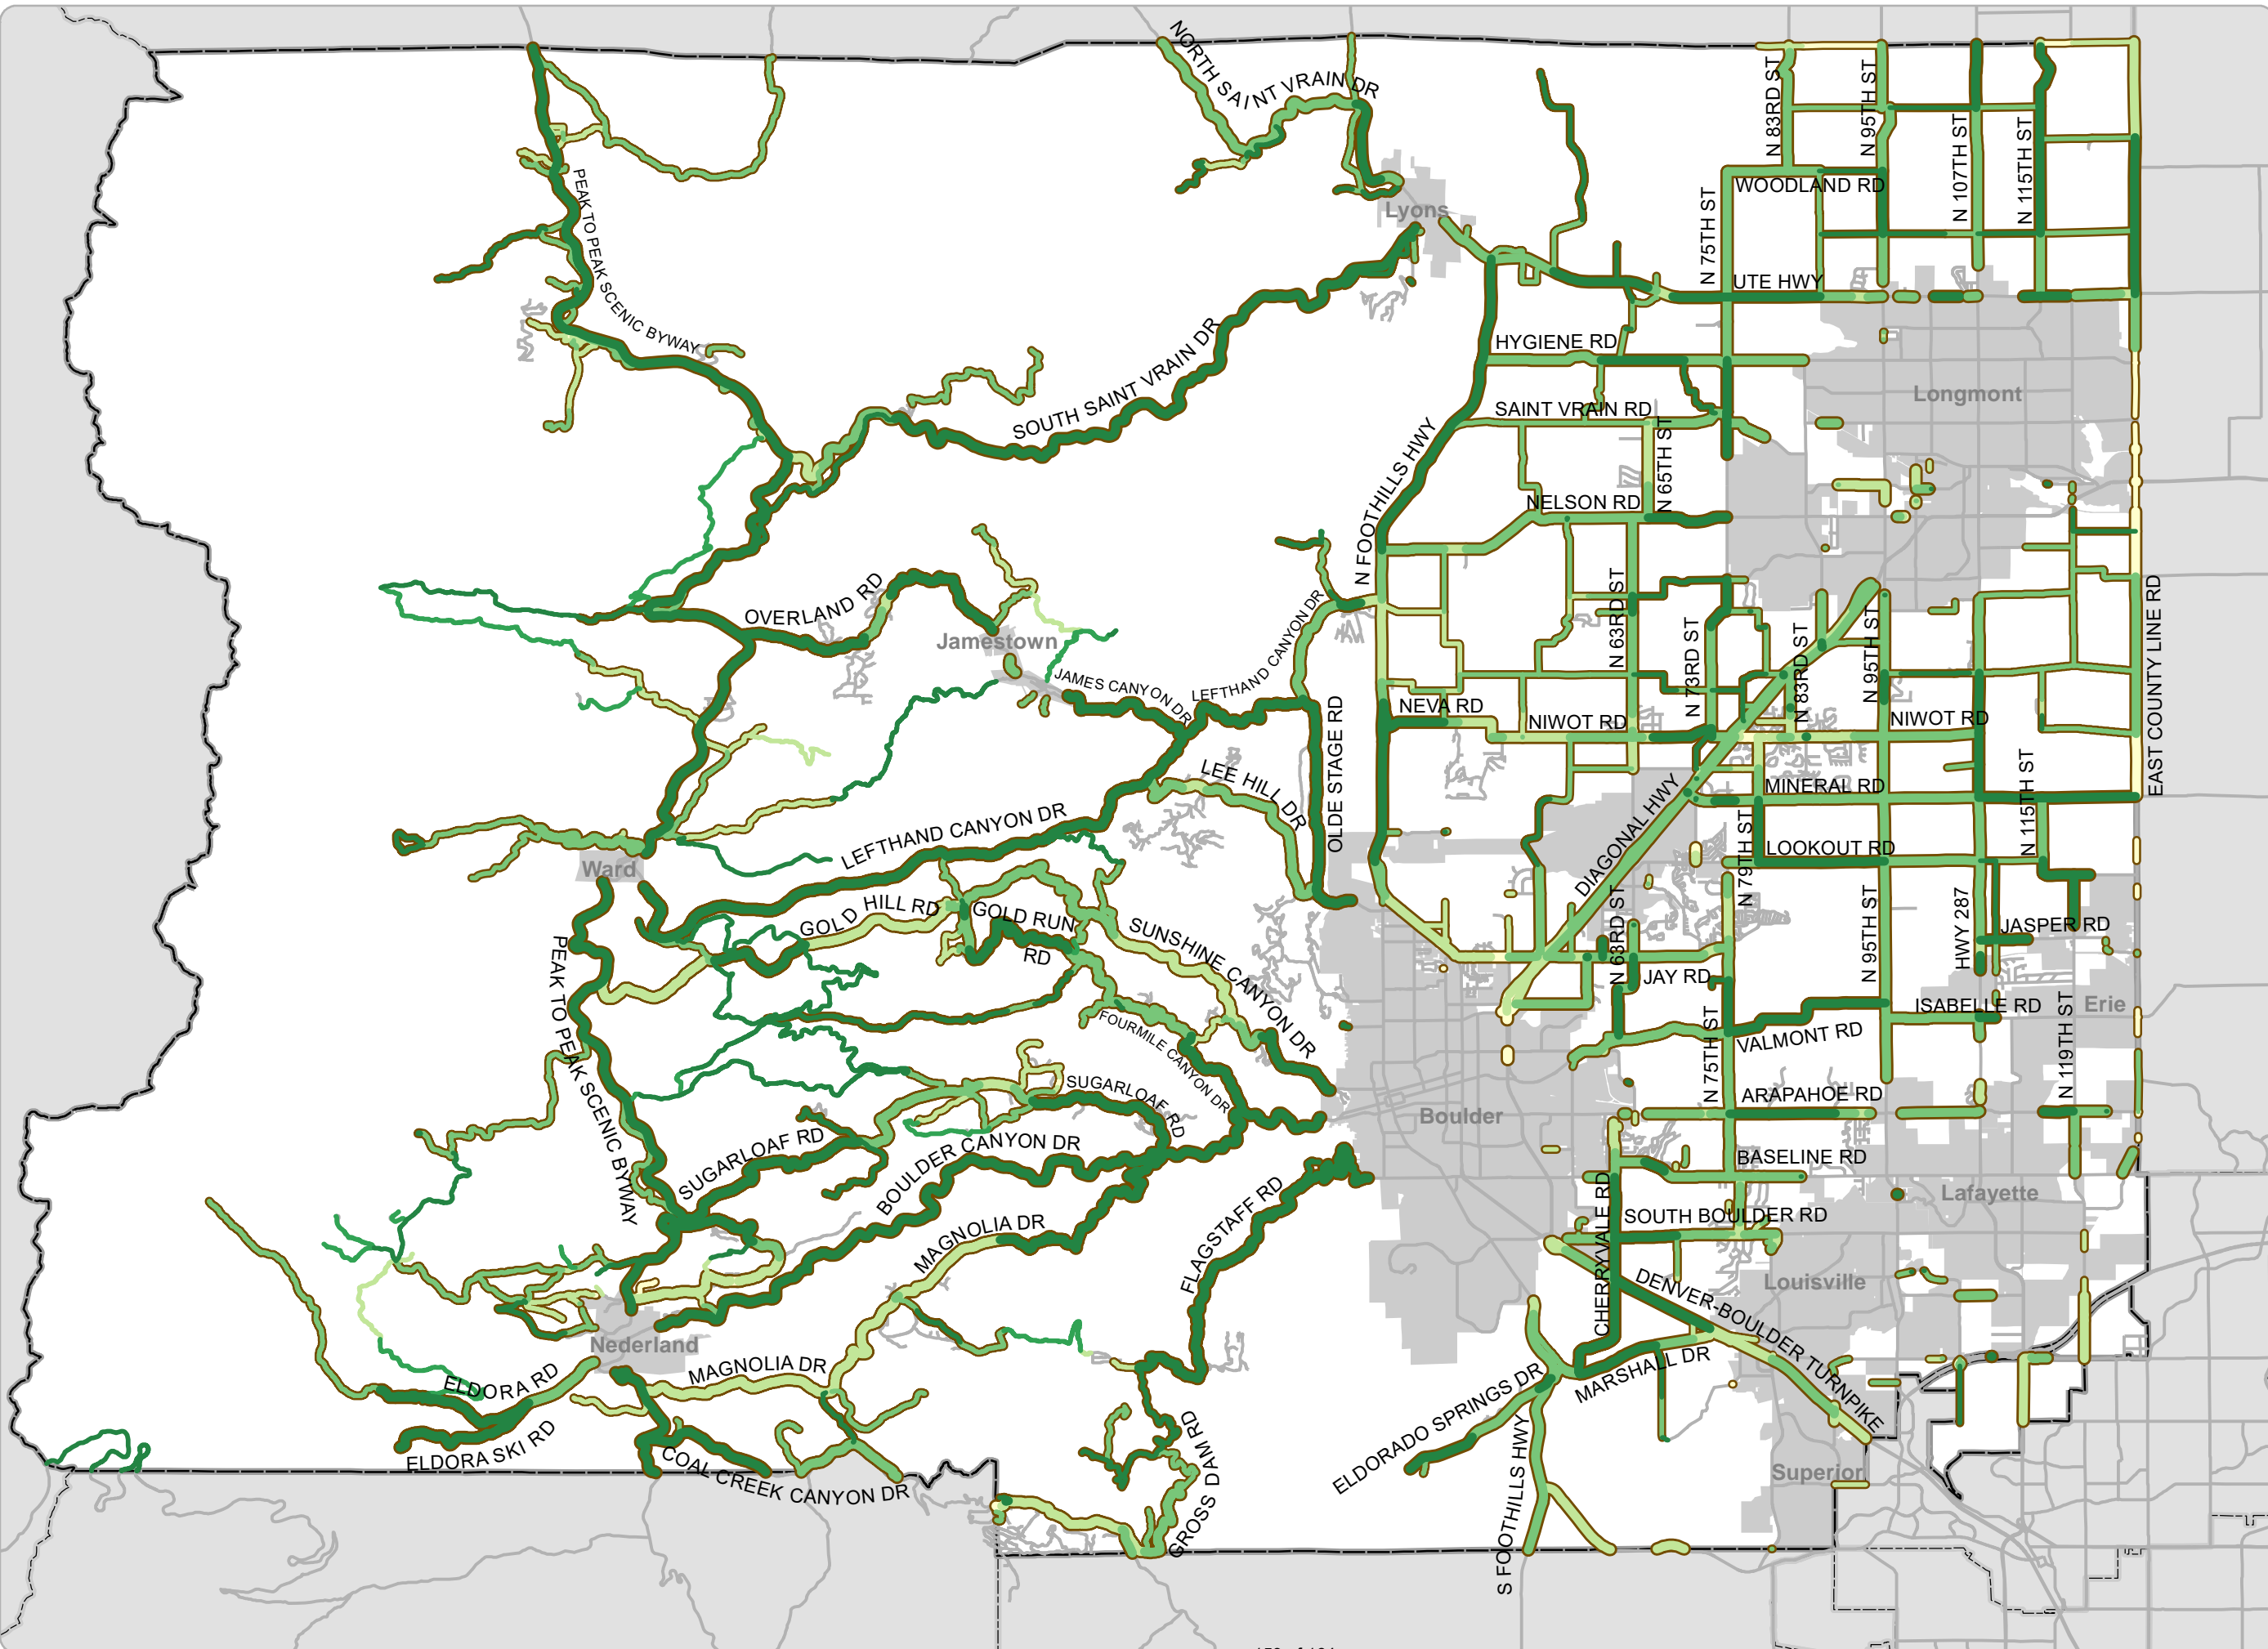 NORTH SAINT VRAIN DR
N 83RD ST
N 95TH ST
N 107TH ST
N 115TH ST
PEAK TO PEAK SCENIC BYWAY
Lyons
WOODLAND RD
N 75TH ST
UTE HWY
HYGIENE RD
SOUTH SAINT VRAIN DR
Longmont
SAINT VRAIN RD
N 65TH ST
N FOOTHILLS HWY
NELSON RD
OVERLAND RD
Jamestown
JAMES CANYON DR
LEFTHAND CANYON DR
N 63RD ST
N 73RD ST
N 83RD ST
N 95TH ST
EAST COUNTY LINE RD
NEVA RD
NIWOT RD
NIWOT RD
OLDE STAGE RD
LEE HILL DR
MINERAL RD
DIAGONAL HWY
N 115TH ST
LEFTHAND CANYON DR
Ward
N 79TH ST
LOOKOUT RD
GOLD HILL RD
GOLD RUN
RD
SUNSHINE CANYON DR
N 63RD ST
N 95TH ST
HWY 287
JASPER RD
PEAK TO PEAK SCENIC BYWAY
JAY RD
ISABELLE RD
Erie
FOURMILE CANYON DR
N 75TH ST
VALMONT RD
N 119TH ST
SUGARLOAF RD
ARAPAHOE RD
Boulder
SUGARLOAF RD
BOULDER CANYON DR
BASELINE RD
Lafayette
MAGNOLIA DR
FLAGSTAFF RD
CHERRYVALE RD
SOUTH BOULDER RD
DENVER-BOULDER TURNPIKE
Louisville
Nederland
MAGNOLIA DR
ELDORA RD
MARSHALL DR
ELDORADO SPRINGS DR
ELDORA SKI RD
COAL CREEK CANYON DR
GROSS DAM RD
S FOOTHILLS HWY
Superior